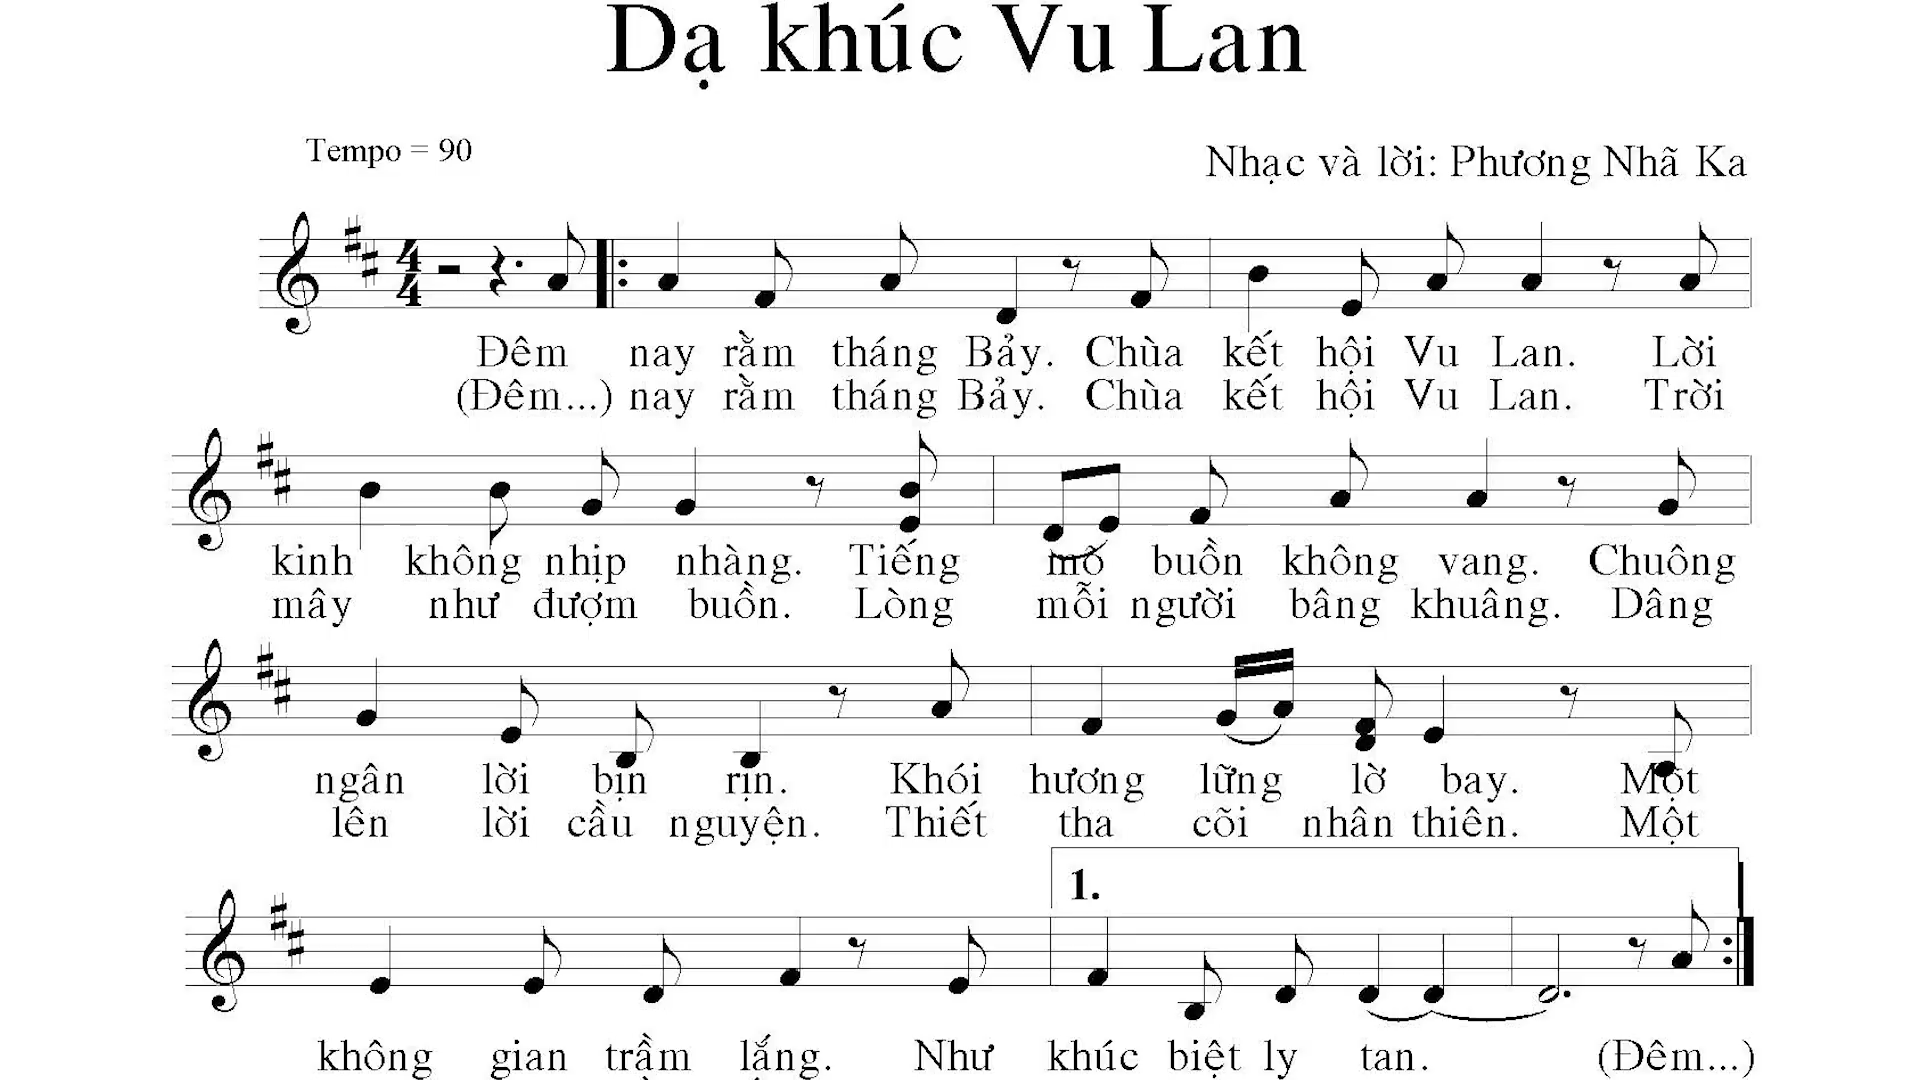 Dạ khúc Vu Lan
Tempo = 90
Nhạc và lời: Phương Nhã Ka
4
4
Đêm nay rằm tháng Bảy. Chùa kết hội Vu Lan. Lời
(Đêm...) nay rằm tháng Bảy. Chùa kết hội Vu Lan. Trời
kinh không nhịp nhàng. Tiếng mõ buồn không vang. Chuông
mây như đượm buồn. Lòng mỗi người bâng khuâng. Dâng
ngân lời bịn rịn. Khói hương lững lờ bay. Một
lên lời cầu nguyện. Thiết tha cõi nhân thiên. Một
1.
không gian trầm lắng. Như khúc biệt ly tan. (Đêm...)